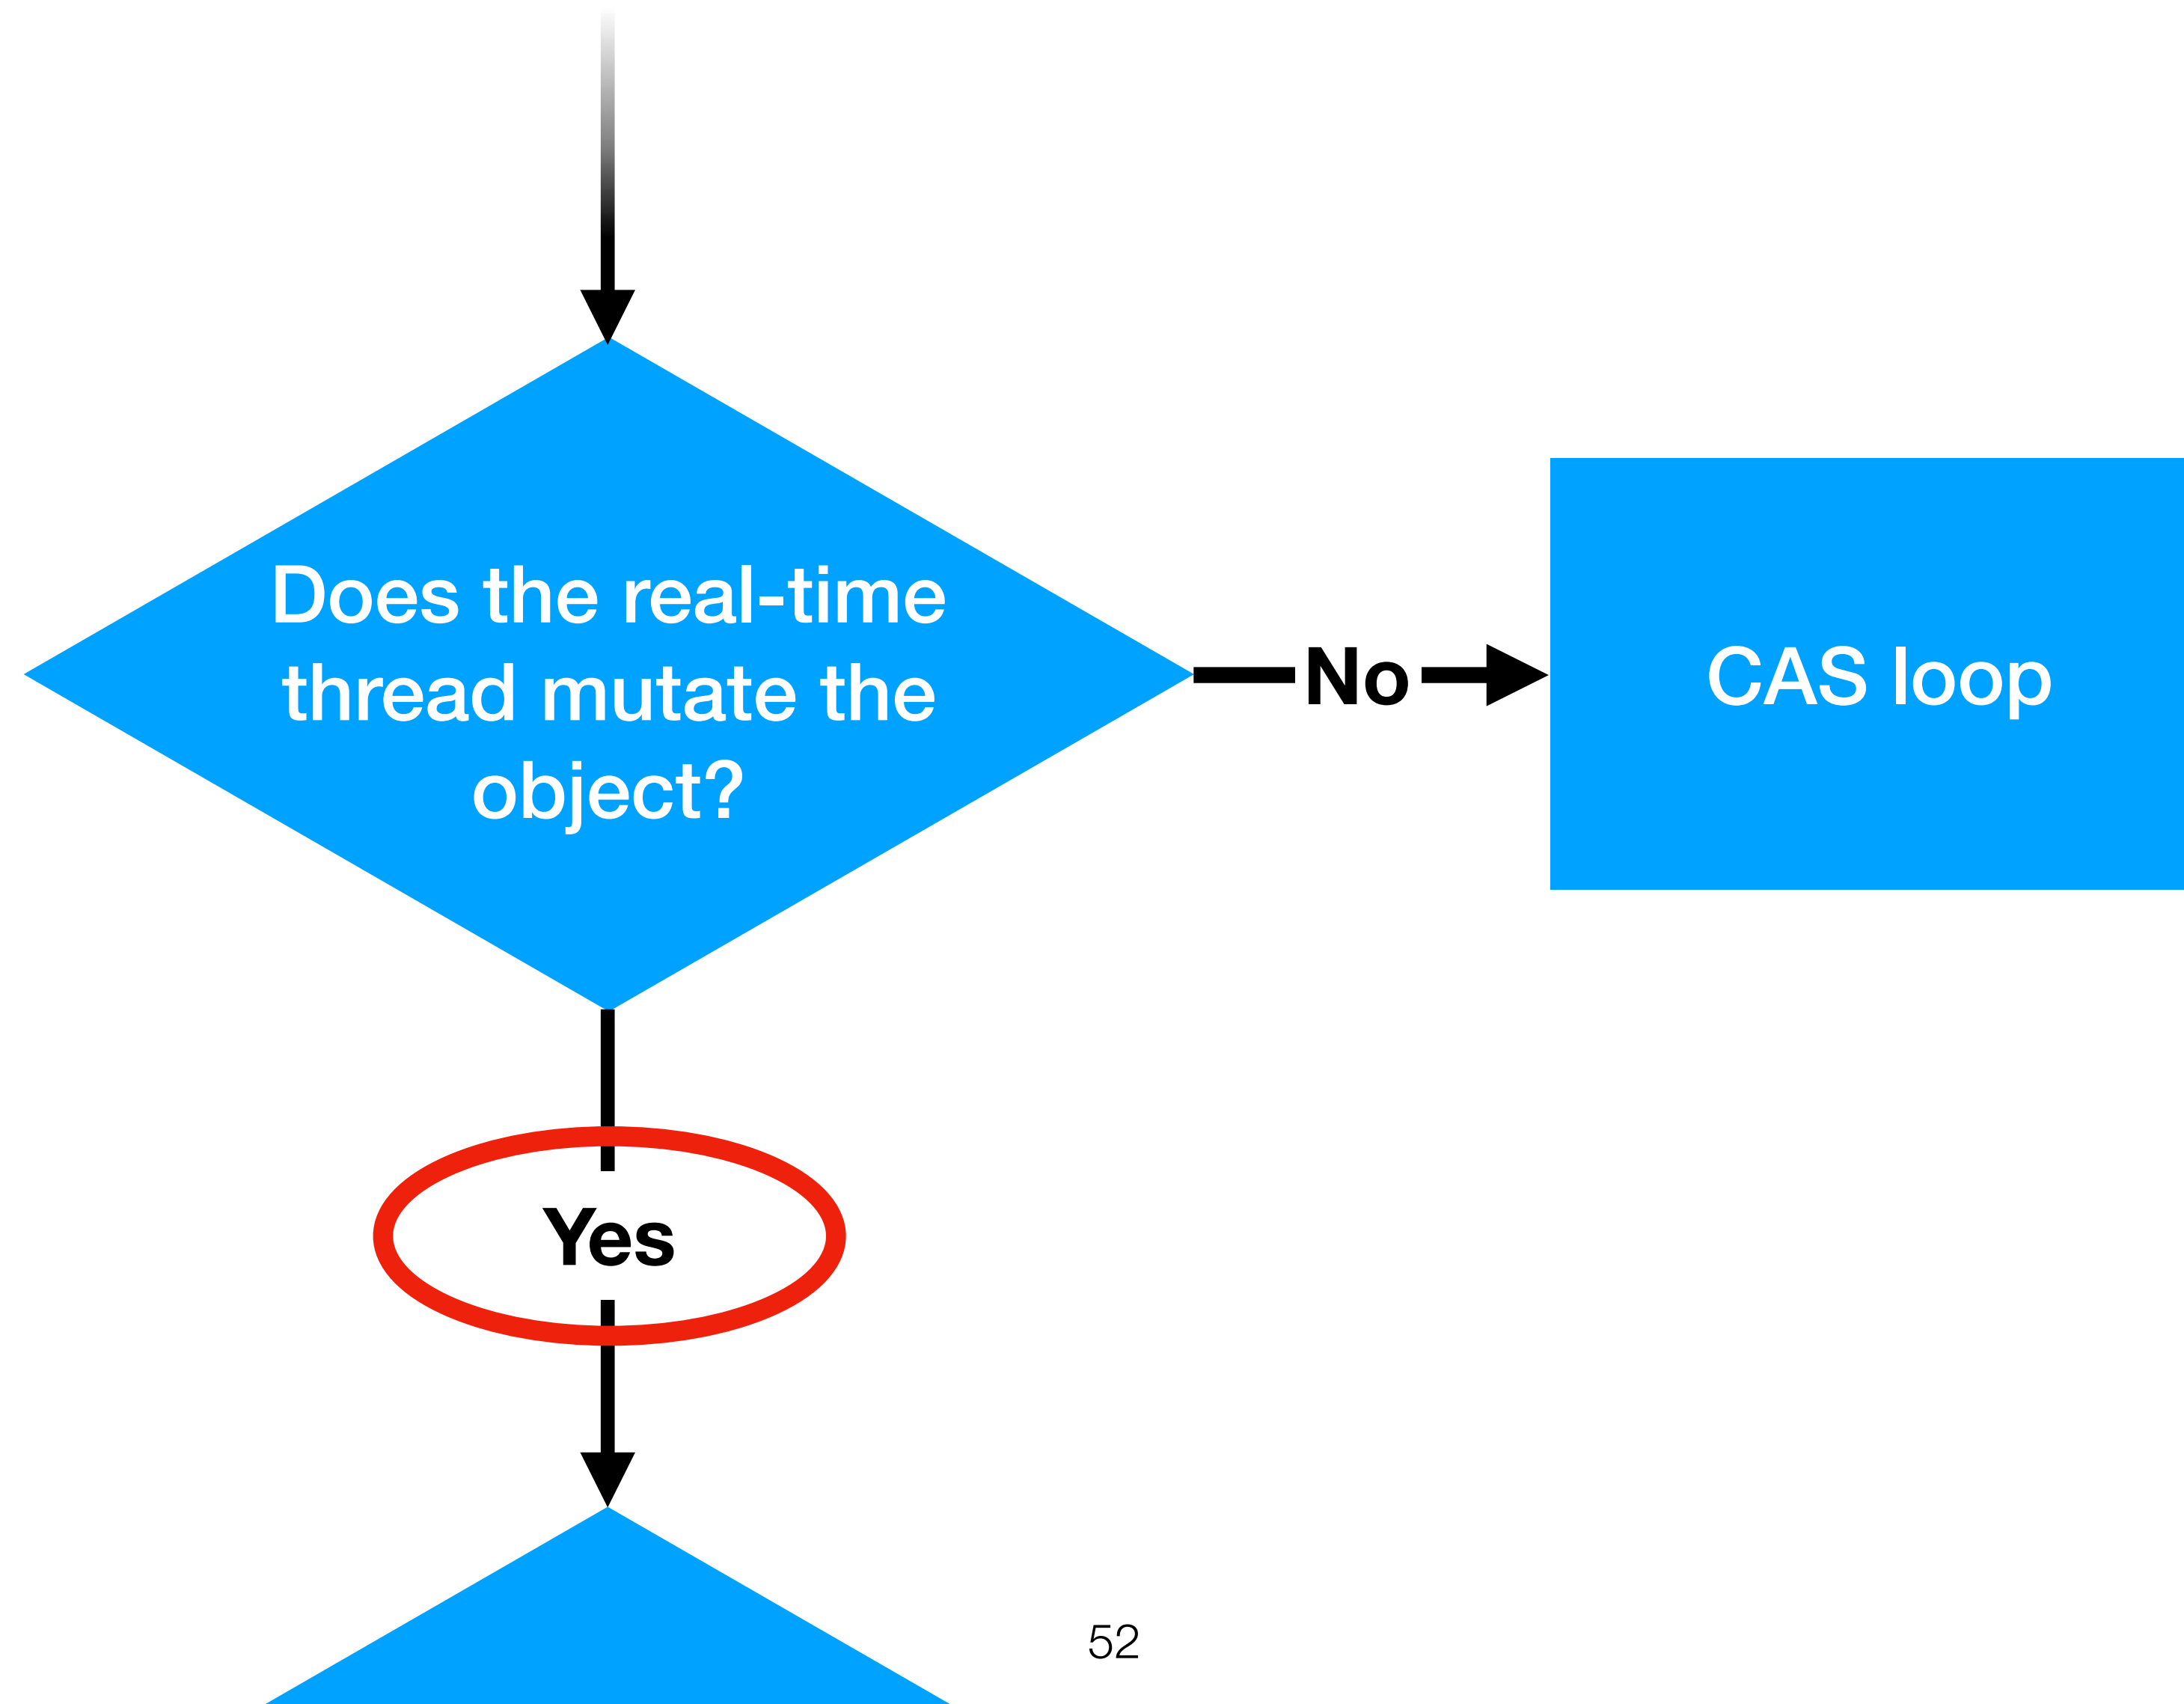 Does the real-time
thread mutate the
object?
No
CAS loop
Yes
52